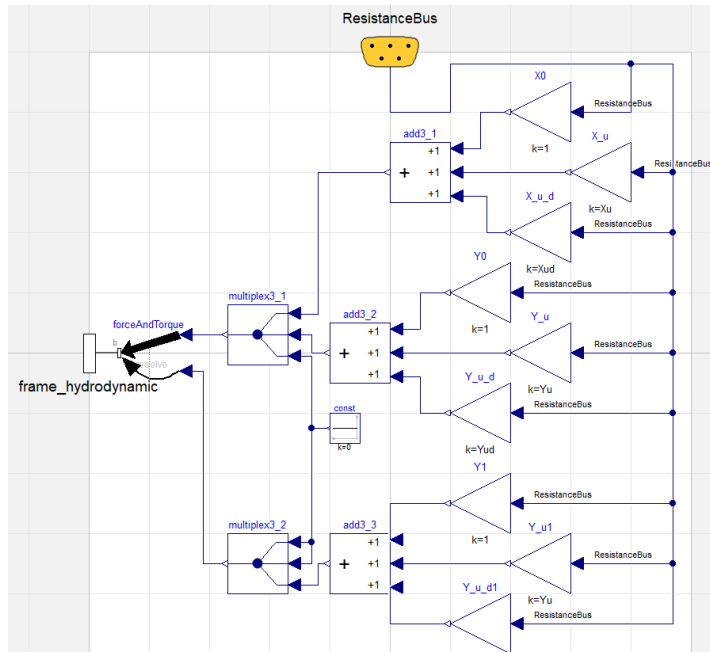 ResistanceBus
X0
ResistanceBus
add3_1
k=1
X_u
+1
+
+1
+1
ResistanceBus
X_u_d
k=Xu
ResistanceBus
Y0
k=Xud
ResistanceBus
multiplex3_1
add3_2
k=1
Y_u
forceAndTorque
+1
+
+1
+1
ResistanceBus
b
frame_hydrodynamic
Y_u_d
k=Yu
ResistanceBus
const
k=0
k=Yud
Y1
ResistanceBus
multiplex3_2
add3_3
k=1
Y_u1
+1
+
+1
+1
ResistanceBus
Y_u_d1
k=Yu
ResistanceBus